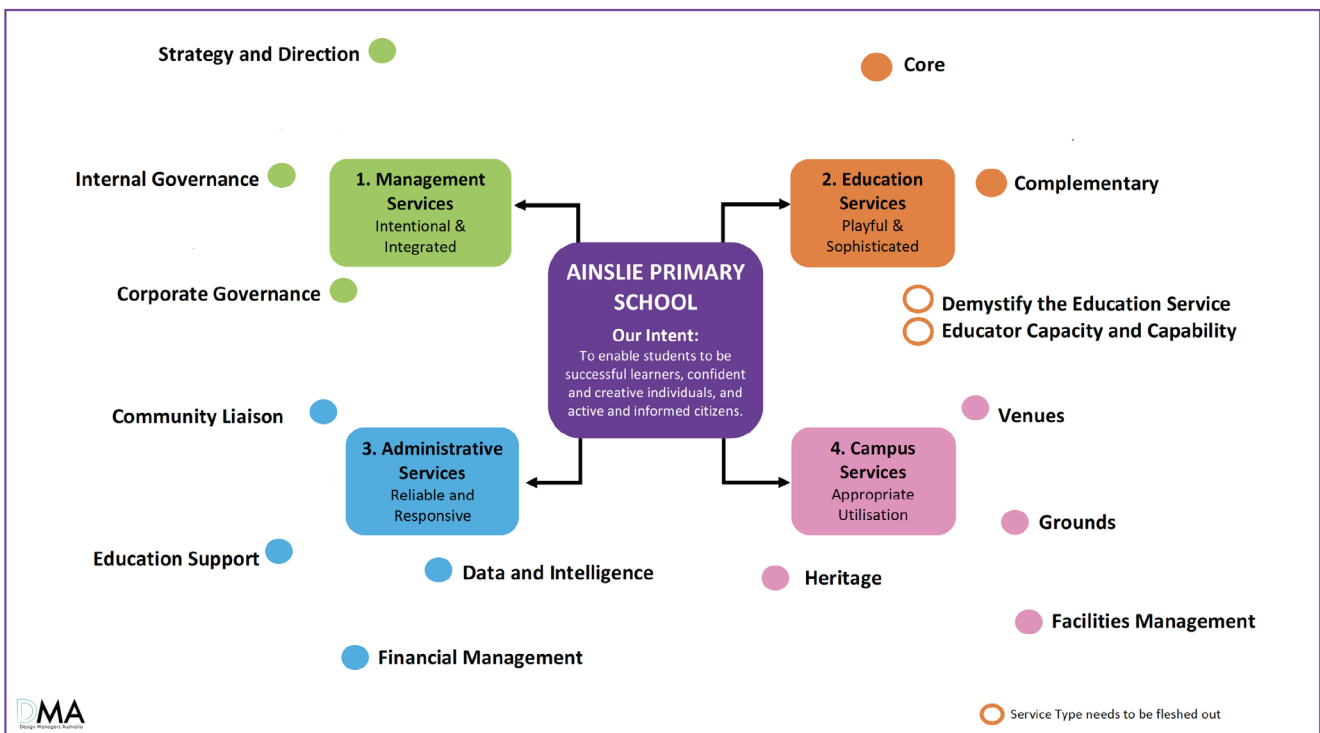 Strategy and Direction
Core
Internal Governance
1. Management
Services
Intentional &
Integrated
2. Education
Services
Playful &
Sophisticated
Complementary
Corporate Governance
AINSLIE PRIMARY
SCHOOL
Our Intent:
To enable students to be
successful learners, confident
and creative individuals, and
active and informed citizens.
Demystify the Education Service
Educator Capacity and Capability
Community Liaison
3. Administrative
Services
Reliable and
Responsive
4. Campus
Services
Appropriate
Utilisation
Venues
Grounds
Education Support
Data and Intelligence
Heritage
Facilities Management
Financial Management
DMA
Design Managers Australia
Service Type needs to be fleshed out